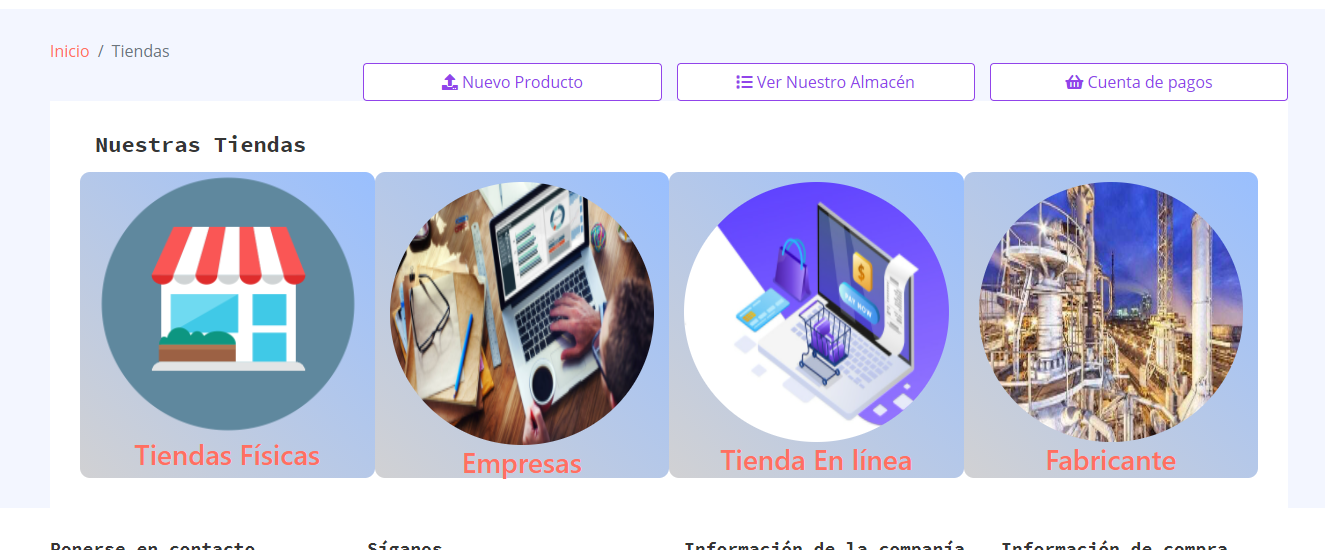 Inicio / Tiendas
Nuevo Producto
Ver Nuestro Almacén
Cuenta de pagos
Nuestras Tiendas
PAY NOW
Tiendas Físicas
Empresas
Tienda En línea
Fabricante
Ponerse en contacto
Síganos
Información de la compañía
Información de compra